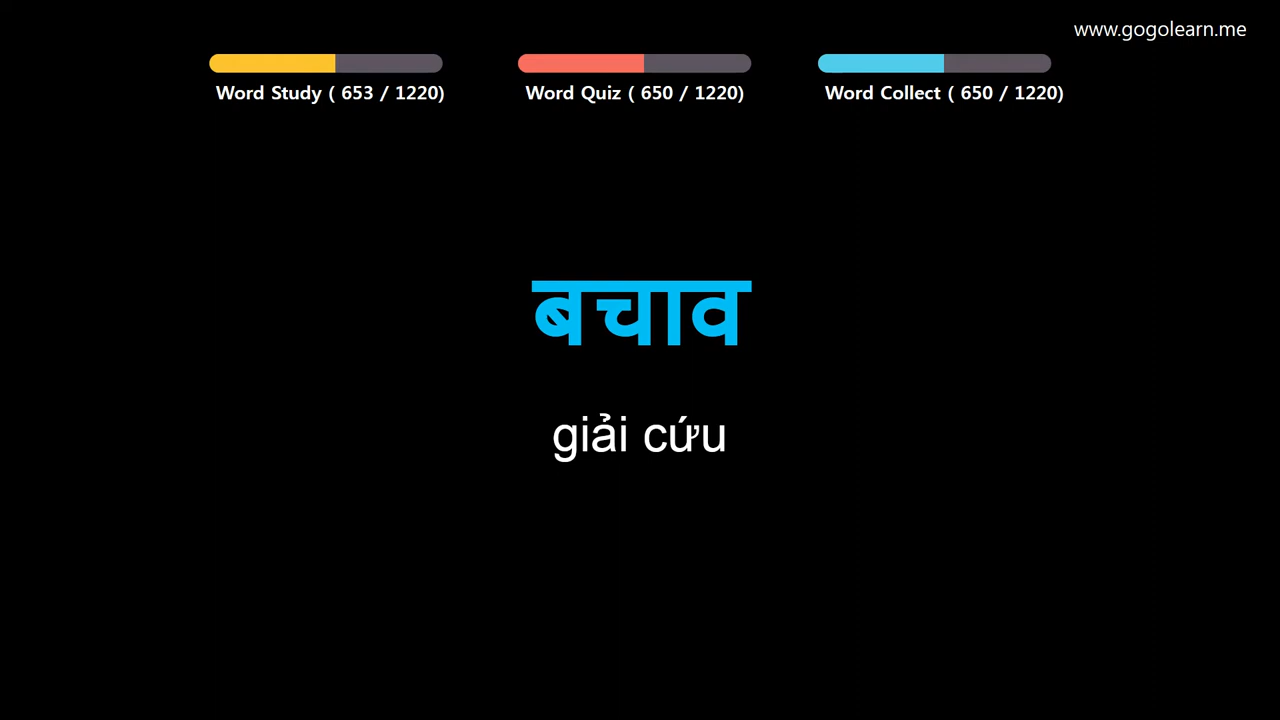 www.gogolearn.me
Word Study ( 653 / 1220)
Word Quiz ( 650 / 1220)
Word Collect ( 650 / 1220)
बचाव
giải cứu